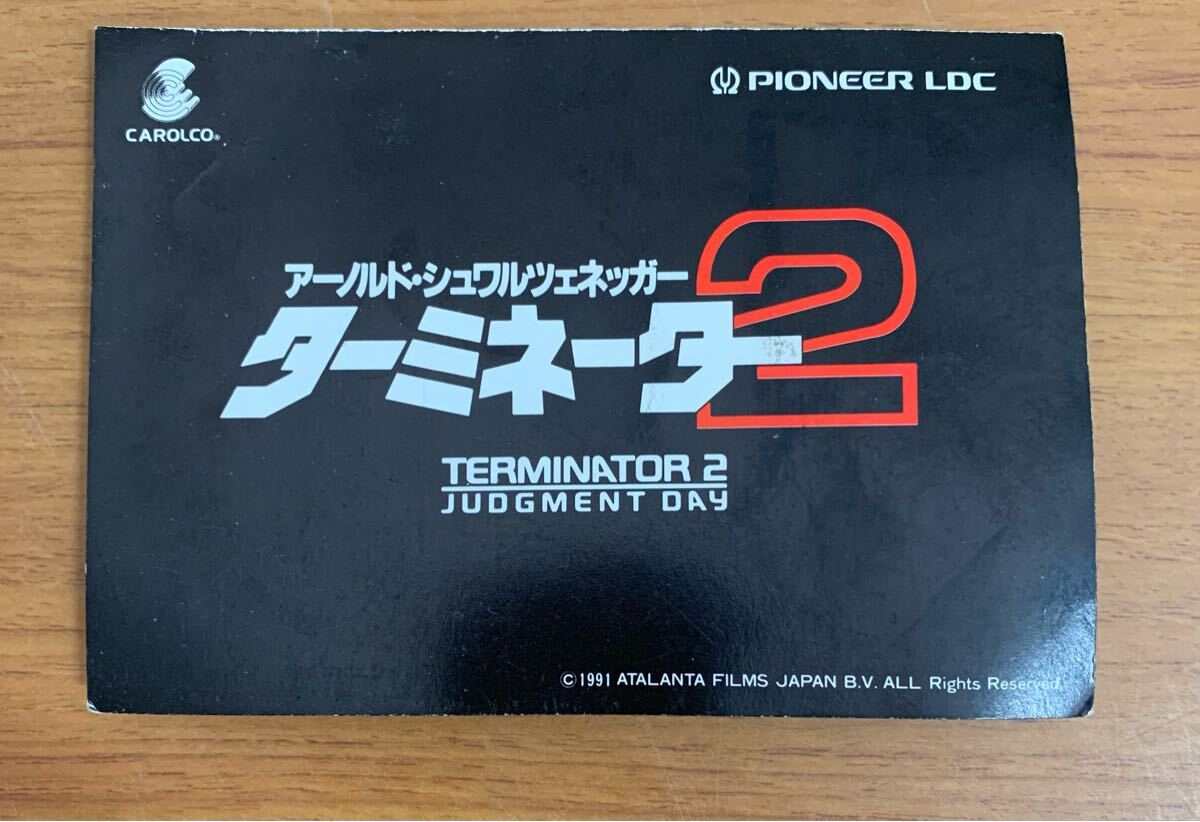 CAROLCO®
PIONEER LDC
アーノルド・シュワルツェネッガー
ターミネーター2
TERMINATOR 2
JUDGMENT DAY
©1991 ATALANTA FILMS JAPAN B.V. ALL Rights Reserved.